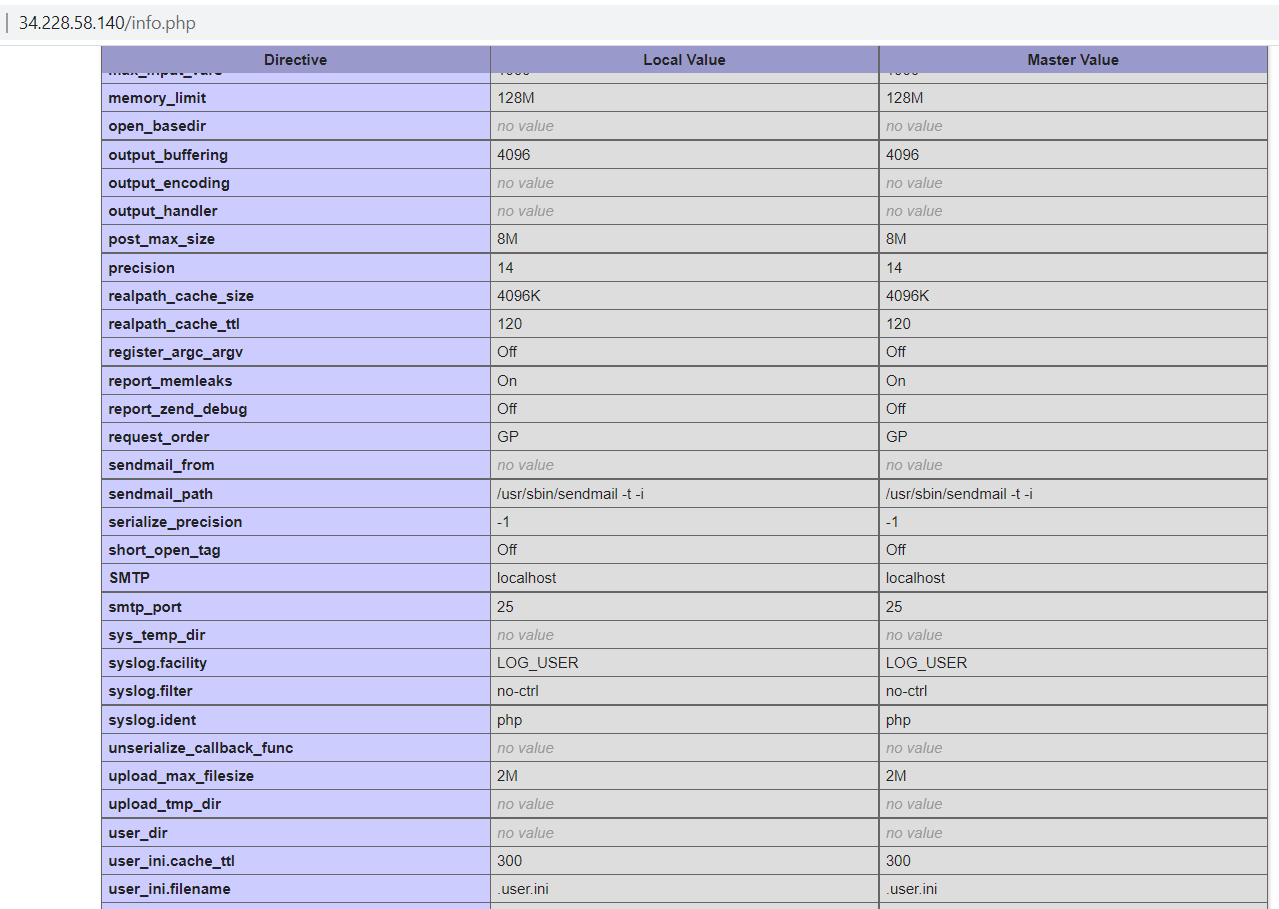 34.228.58.140/info.php
Directive Local Value Master Value
memory_limit 128M 128M
open_basedir no value no value
output_buffering 4096 4096
output_encoding no value no value
output_handler no value no value
post_max_size 8M 8M
precision 14 14
realpath_cache_size 4096K 4096K
realpath_cache_ttl 120 120
register_argc_argv Off Off
report_memleaks On On
report_zend_debug Off Off
request_order GP GP
sendmail_from no value no value
sendmail_path /usr/sbin/sendmail -t -i /usr/sbin/sendmail -t -i
serialize_precision -1 -1
short_open_tag Off Off
SMTP localhost localhost
smtp_port 25 25
sys_temp_dir no value no value
syslog.facility LOG_USER LOG_USER
syslog.filter no-ctrl no-ctrl
syslog.ident php php
unserialize_callback_func no value no value
upload_max_filesize 2M 2M
upload_tmp_dir no value no value
user_dir no value no value
user_ini.cache_ttl 300 300
user_ini.filename .user.ini .user.ini